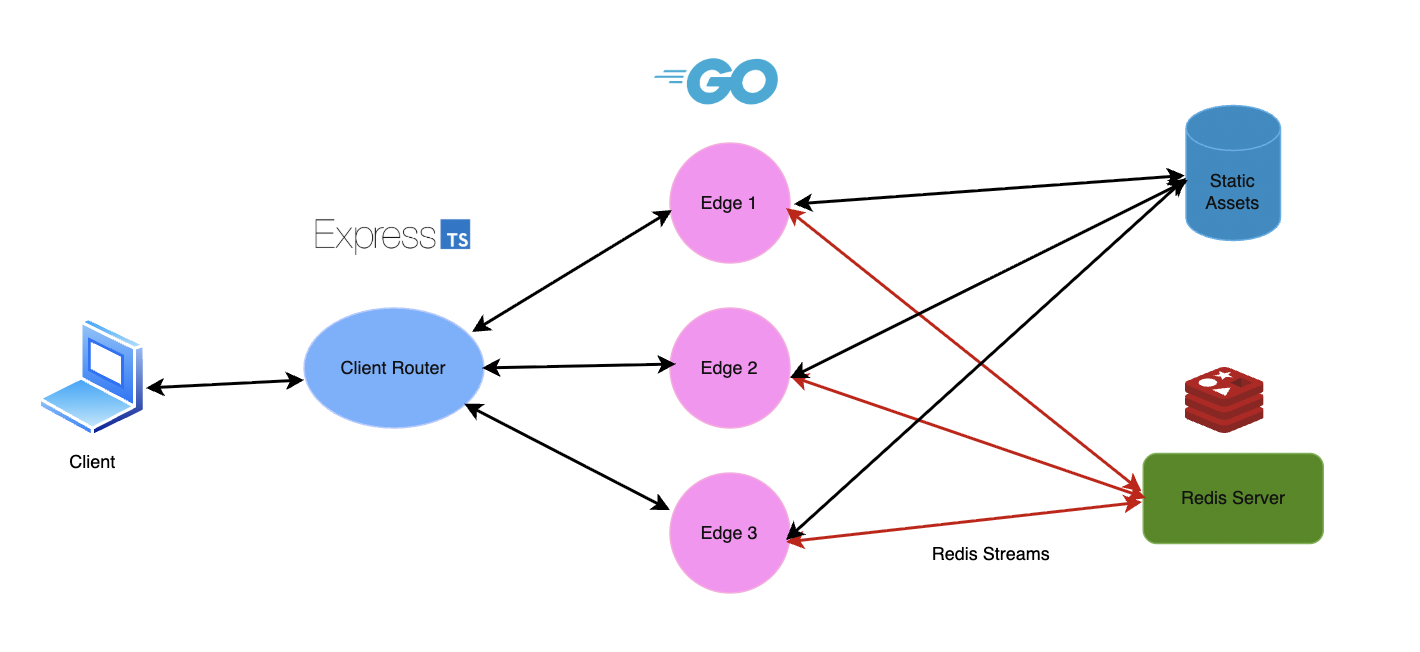 GO
Edge 1
Static
Assets
Express TS
Client Router
Edge 2
Client
Redis Server
Edge 3
Redis Streams